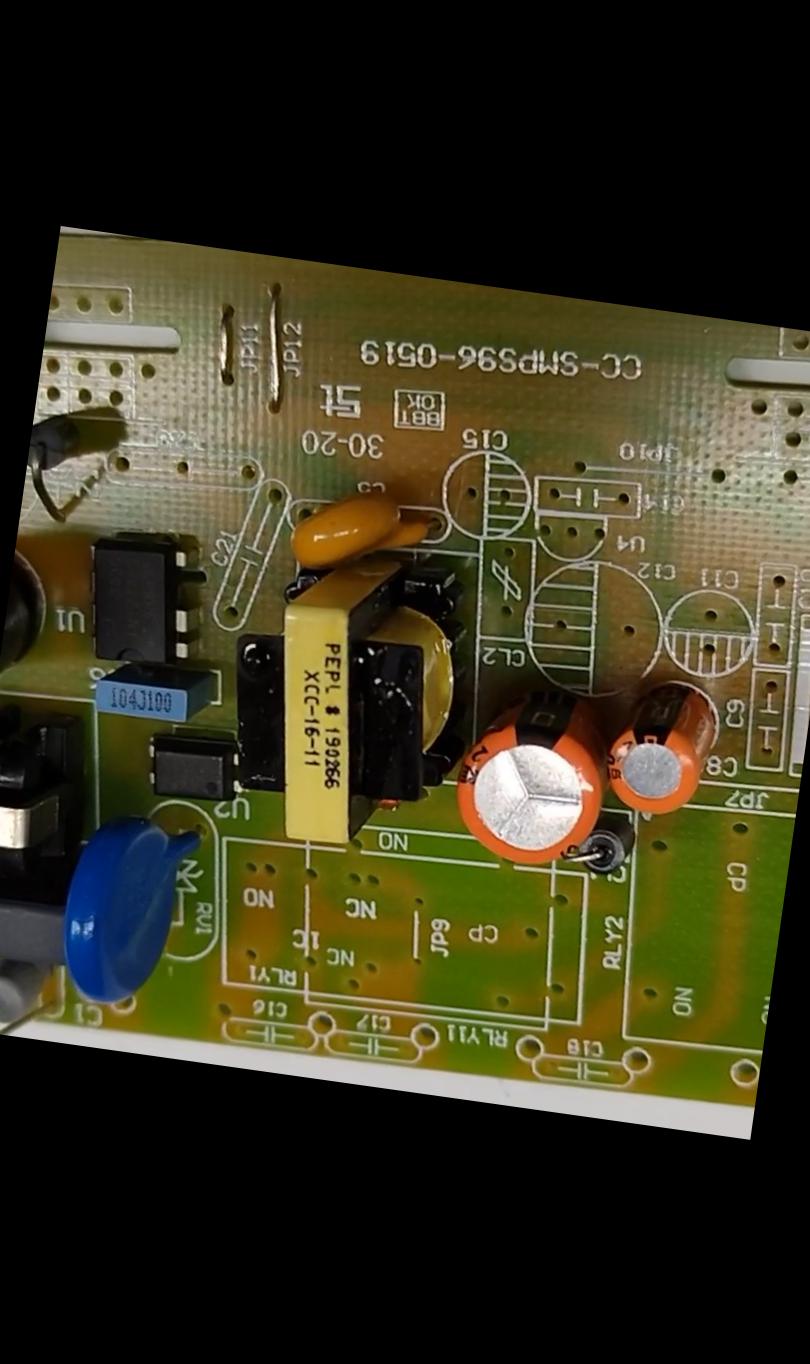 JP11
JP12
CC-SMPS96-0519
BBT
OK
30-20
C15
JP10
C14
C21
U4
C12
C11
U1
CL2
104J100
PEPL # 190266
XCC-16-11
C9
C8
U2
JP7
NO
CP
RV1
NO
NC
JP9
CP
RLY2
NC
RLY1
NO
C1
C16
C17
RLY11
C18